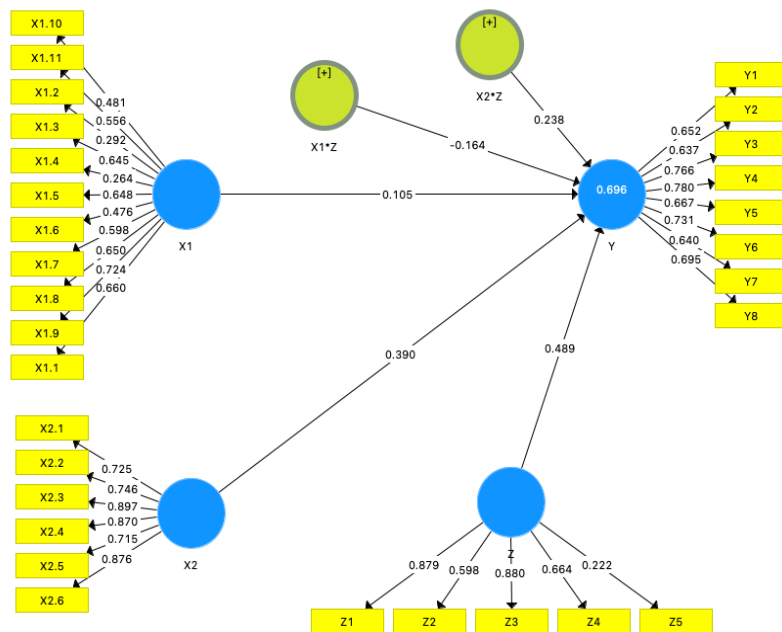 X1.10
X1.11
X1.2
X1.3
X1.4
X1.5
X1.6
X1.7
X1.8
X1.9
X1.1
0.481
0.556
0.292
0.645
0.264
0.648
0.476
0.598
0.650
0.724
0.660
X1
[+]
X1*Z
[+]
X2*Z
-0.164
0.238
0.105
0.390
0.489
0.696
Y
0.652
0.637
0.766
0.780
0.667
0.731
0.640
0.695
Y1
Y2
Y3
Y4
Y5
Y6
Y7
Y8
X2.1
X2.2
X2.3
X2.4
X2.5
X2.6
0.725
0.746
0.897
0.870
0.715
0.876
X2
Z
0.879
0.598
0.880
0.664
0.222
Z1
Z2
Z3
Z4
Z5